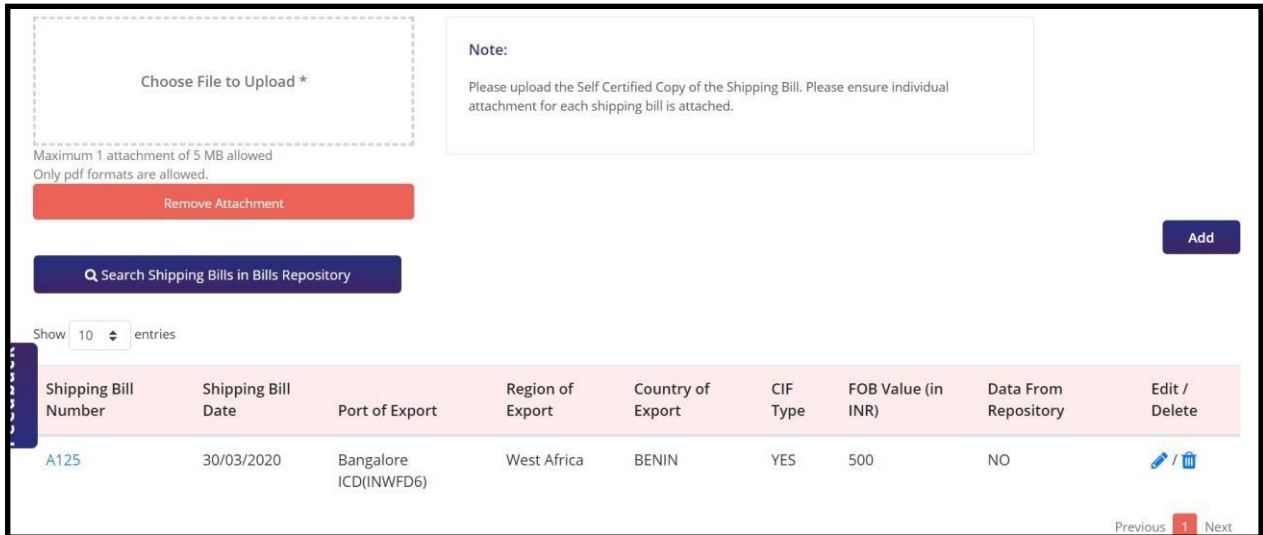 Choose File to Upload *
Maximum 1 attachment of 5 MB allowed
Only pdf formats are allowed.
Remove Attachment
Note:
Please upload the Self Certified Copy of the Shipping Bill. Please ensure individual
attachment for each shipping bill is attached.
Add
Search Shipping Bills in Bills Repository
Show 10 entries
Feedback
Shipping Bill Number Shipping Bill Date Port of Export Region of Export Country of Export CIF Type FOB Value (in INR) Data From Repository Edit / Delete
A125 30/03/2020 Bangalore ICD(INWFD6) West Africa BENIN YES 500 NO /
Previous 1 Next